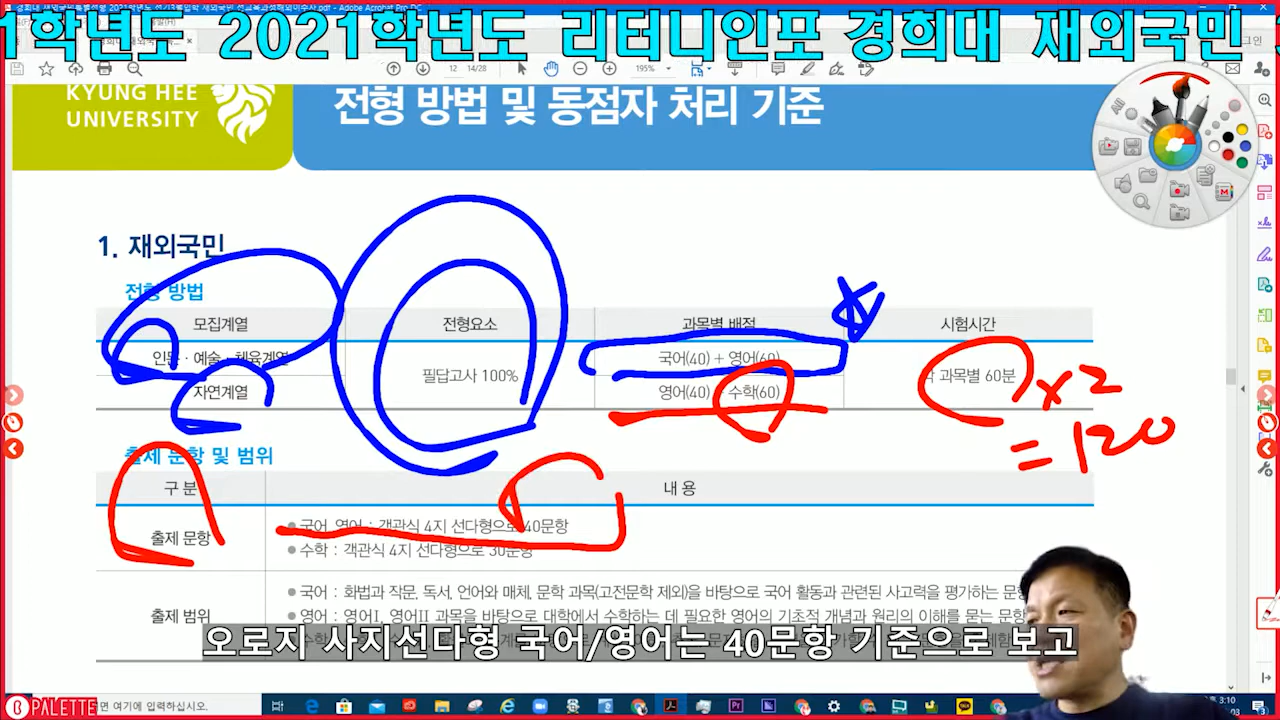 1학년도 2021학년도 리터니인포 경희대 재외국민
12 14/28 195%
KYUNG HEE
UNIVERSITY
전형 방법 및 동점자 처리 기준
1. 재외국민
전형 방법
모집계열 전형요소 과목별 배점 시험시간
인문·예술·체육계열 필답고사 100% 국어(40) + 영어(60) 과목별 60분
자연계열 영어(40) + 수학(60)
×2
=120
출제 문항 및 범위
구 분 내 용
출제 문항
● 국어, 영어 : 객관식 4지 선다형으로 40문항
● 수학 : 객관식 4지 선다형으로 30문항
출제 범위
● 국어 : 화법과 작문, 독서, 언어와 매체, 문학 과목(고전문학 제외)을 바탕으로 국어 활동과 관련된 사고력을 평가하는
● 영어 : 영어I, 영어II 과목을 바탕으로 대학에서 수학하는 데 필요한 영어의 기초적 개념과 원리의 이해를 묻는 문항
오로지 사지선다형 국어/영어는 40문항 기준으로 보고
PALETTE 입력하십시오. 3:10